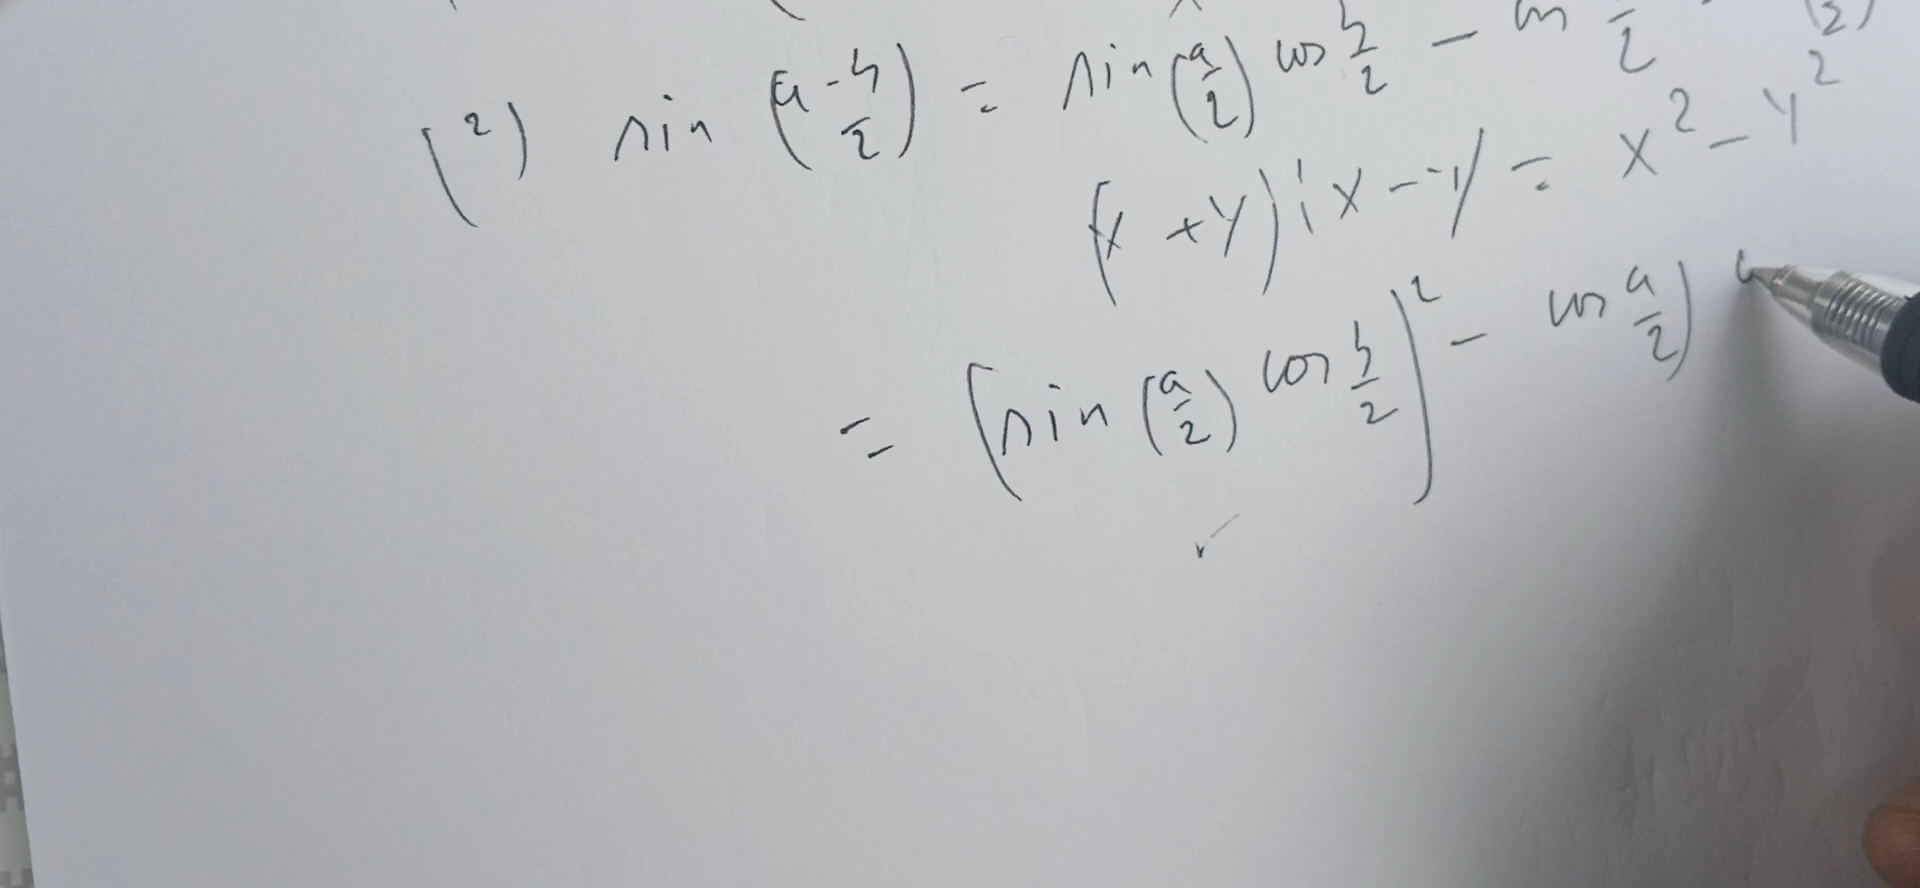 (2) sin (a-b/2) = sin(a/2) cos b/2 -
(x + y)(x - y) = x² - y²
= (sin (a/2) cos b/2)² - cos a/2)